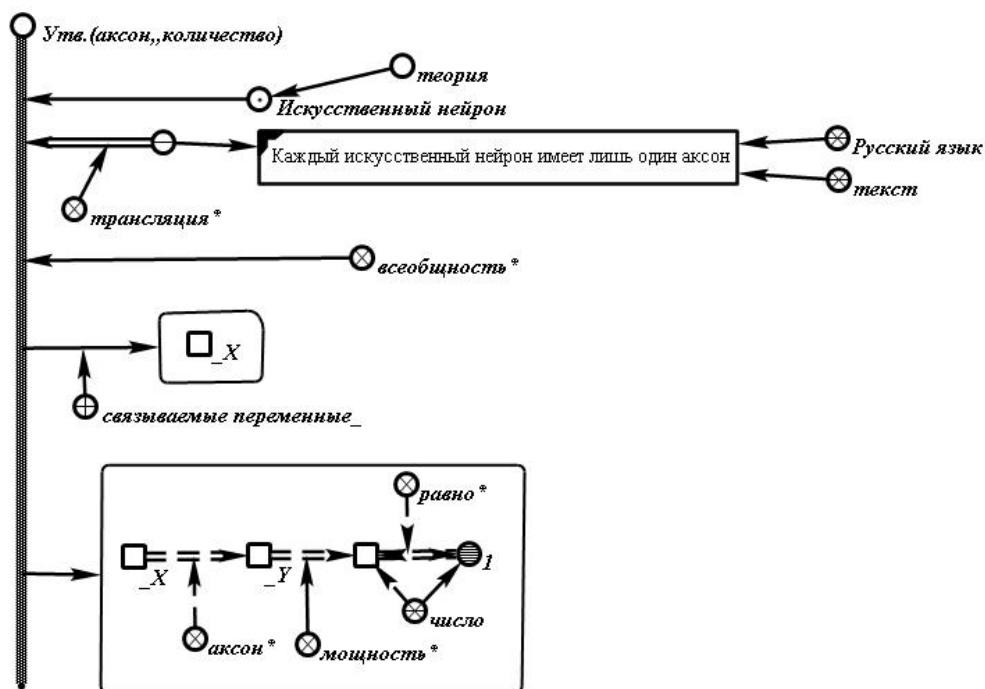 Утв.(аксон,,количество)
теория
Искусственный нейрон
Каждый искусственный нейрон имеет лишь один аксон
Русский язык
текст
трансляция*
всеобщность*
_X
связываемые переменные_
равно*
_X
_Y
1
число
аксон*
мощность*